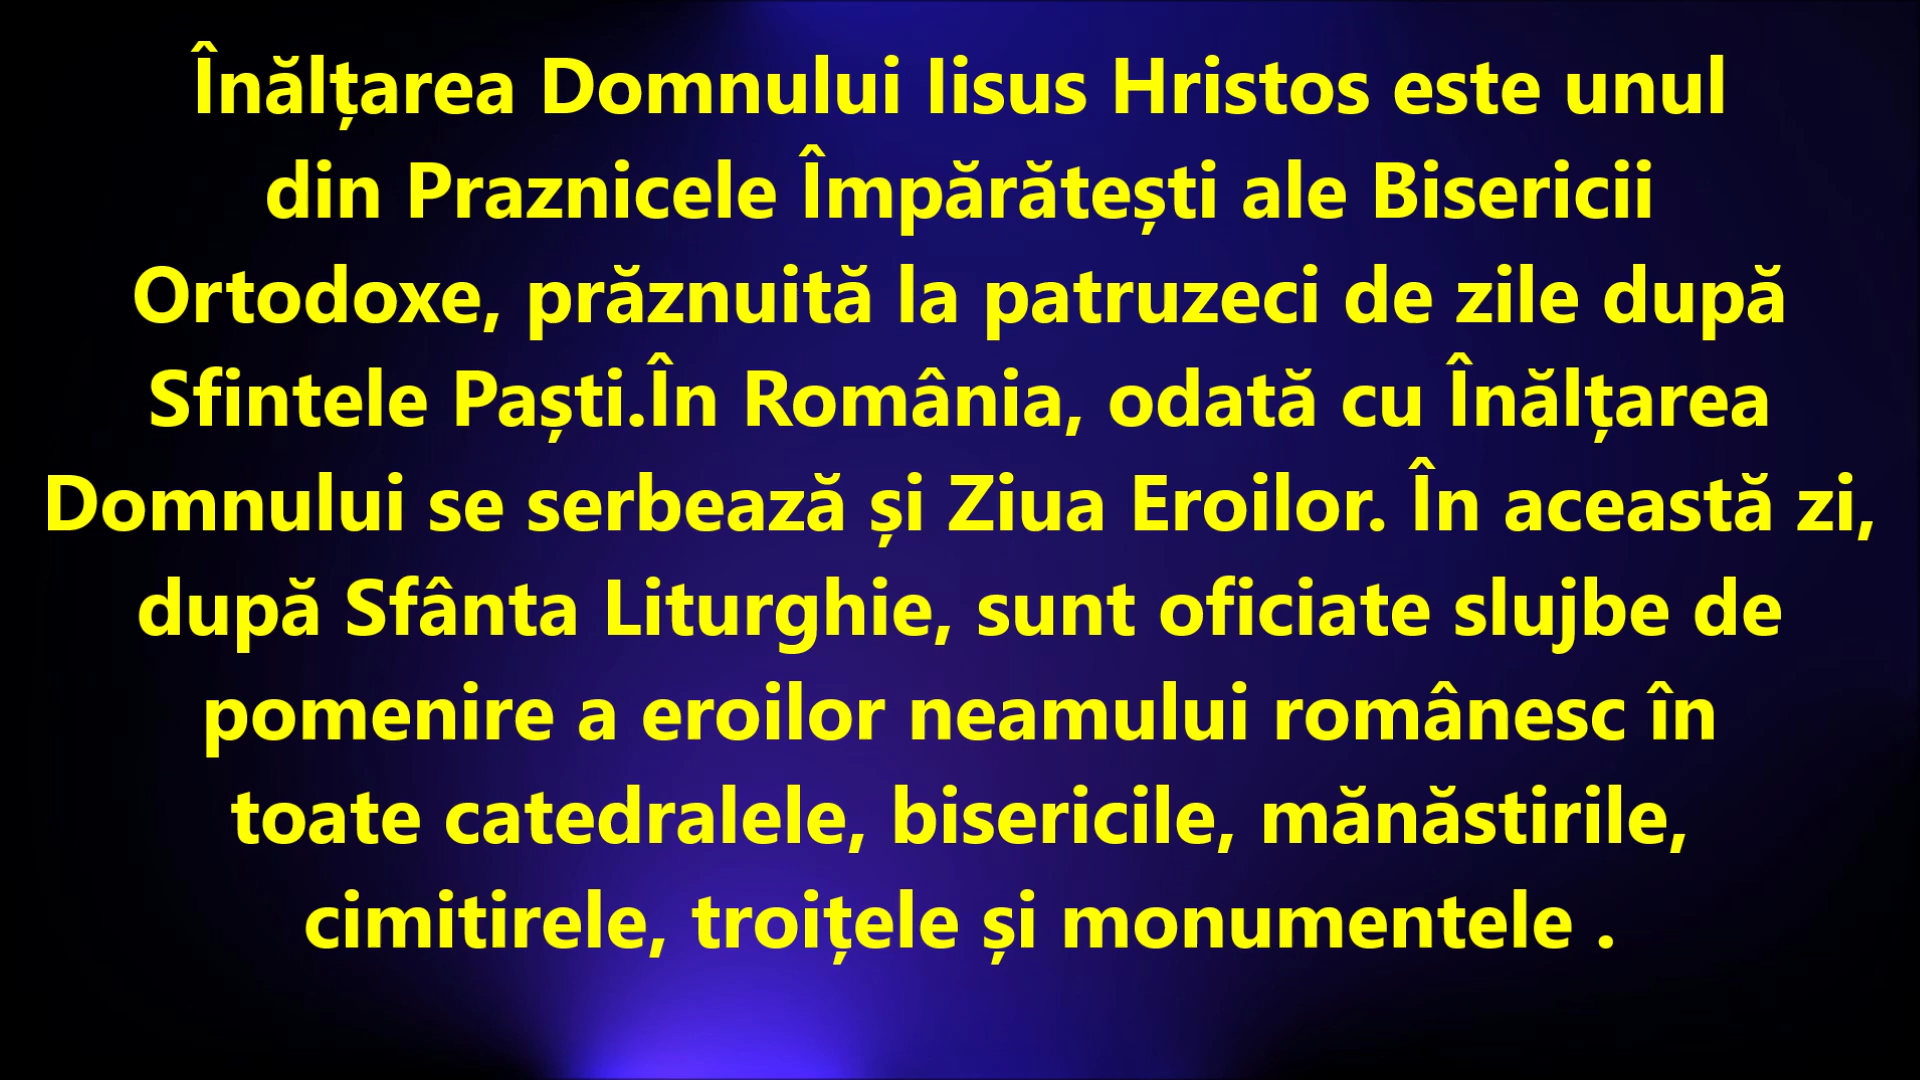 Înălțarea Domnului Iisus Hristos este unul
din Praznicele Împărătești ale Bisericii
Ortodoxe, prăznuită la patruzeci de zile după
Sfintele Paști.În România, odată cu Înălțarea
Domnului se serbează și Ziua Eroilor. În această zi,
după Sfânta Liturghie, sunt oficiate slujbe de
pomenire a eroilor neamului românesc în
toate catedralele, bisericile, mănăstirile,
cimitirele, troițele și monumentele .